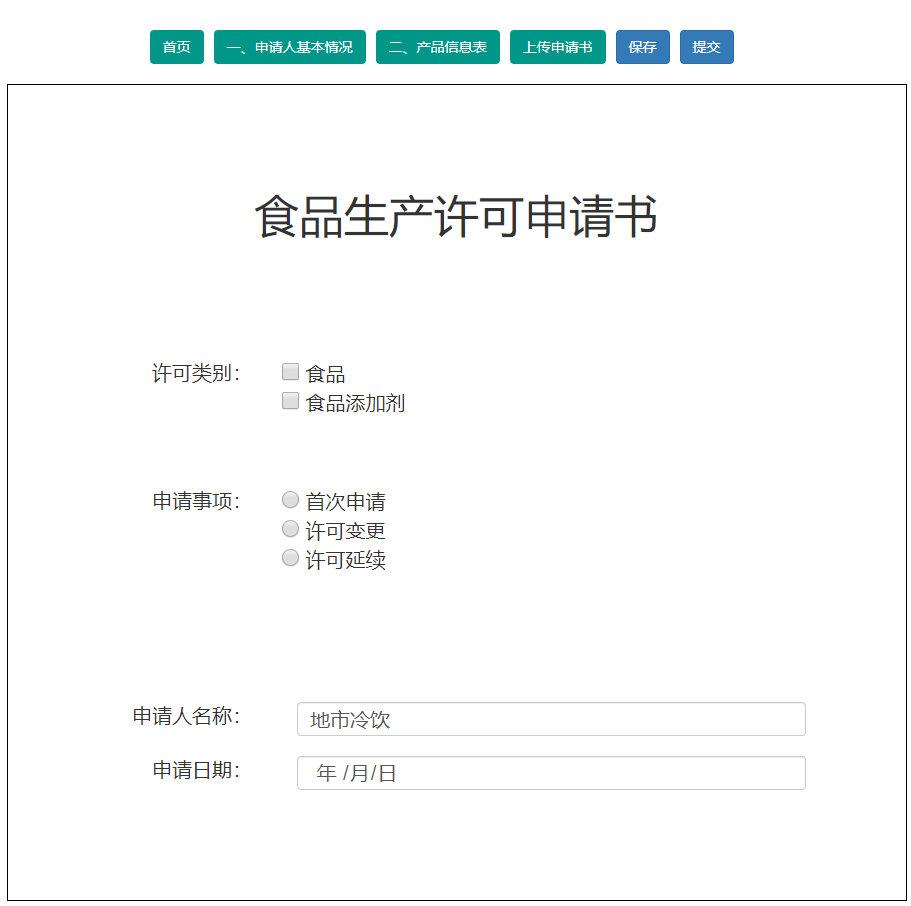 首页 一、申请人基本情况 二、产品信息表 上传申请书 保存 提交
食品生产许可申请书
许可类别： 食品
食品添加剂
申请事项： 首次申请
许可变更
许可延续
申请人名称： 地市冷饮
申请日期： 年 /月/日